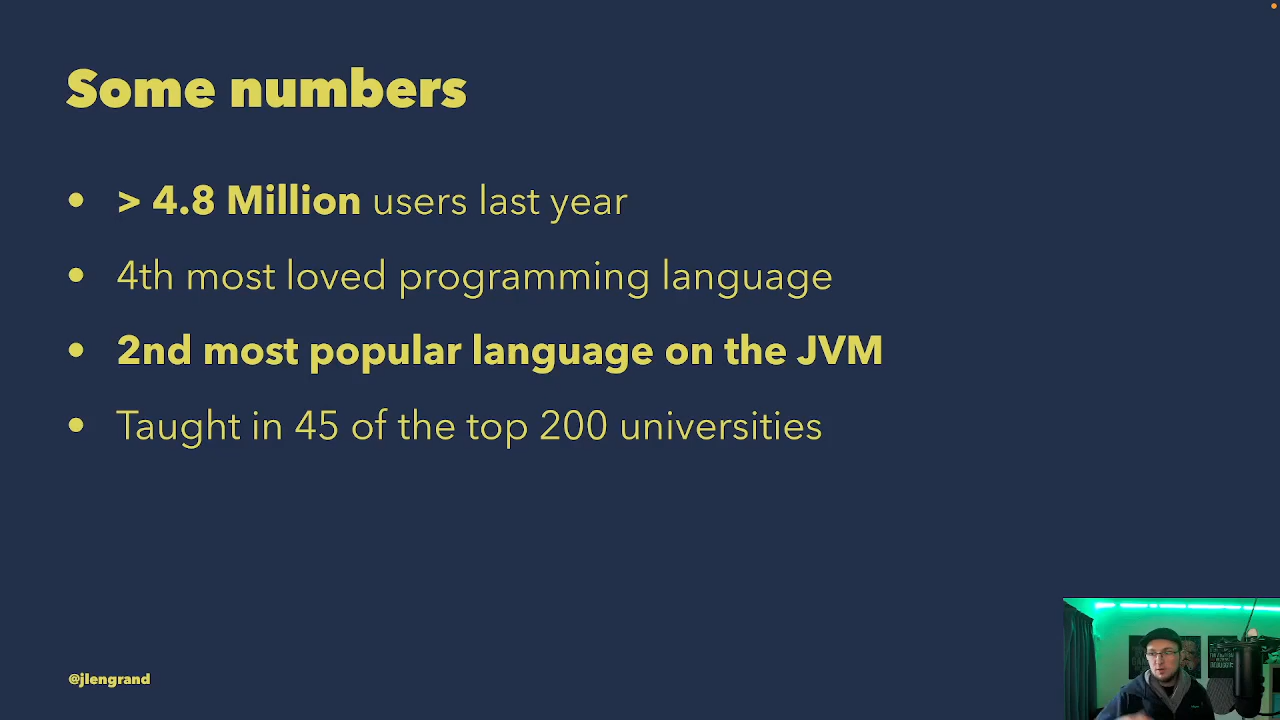 Some numbers
• > 4.8 Million users last year
• 4th most loved programming language
• 2nd most popular language on the JVM
• Taught in 45 of the top 200 universities
@jlengrand